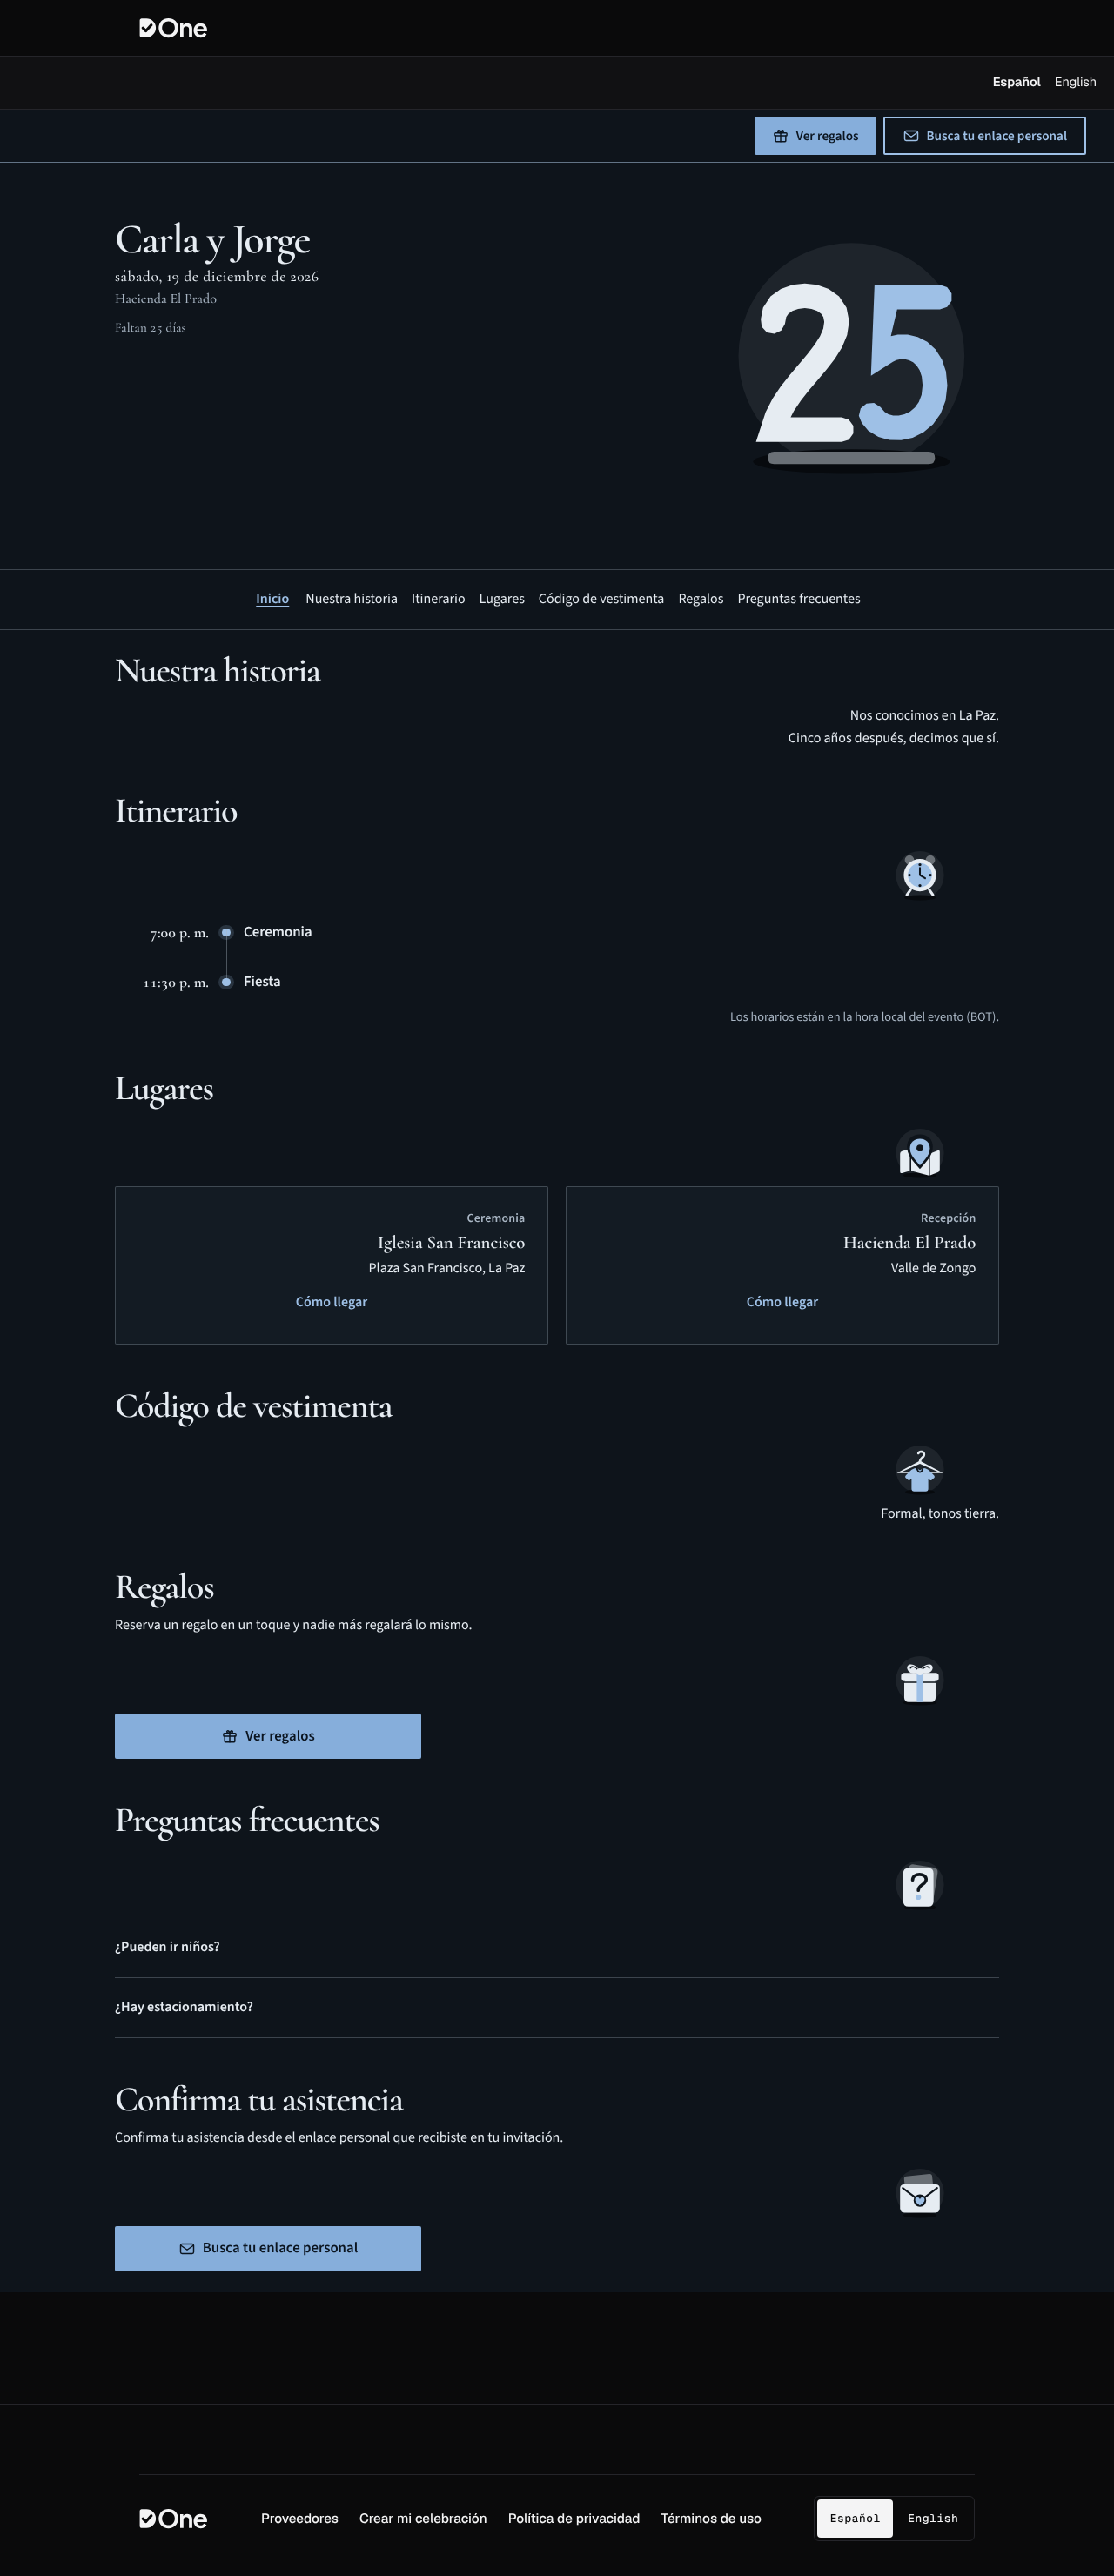 DOne
Español English
Ver regalos Busca tu enlace personal
Carla y Jorge
sábado, 19 de diciembre de 2026
Hacienda El Prado
Faltan 25 días
25
Inicio Nuestra historia Itinerario Lugares Código de vestimenta Regalos Preguntas frecuentes
Nuestra historia
Nos conocimos en La Paz.
Cinco años después, decimos que sí.
Itinerario
7:00 p. m. Ceremonia
11:30 p. m. Fiesta
Los horarios están en la hora local del evento (BOT).
Lugares
Ceremonia
Iglesia San Francisco
Plaza San Francisco, La Paz
Cómo llegar
Recepción
Hacienda El Prado
Valle de Zongo
Cómo llegar
Código de vestimenta
Formal, tonos tierra.
Regalos
Reserva un regalo en un toque y nadie más regalará lo mismo.
Ver regalos
Preguntas frecuentes
?
¿Pueden ir niños?
¿Hay estacionamiento?
Confirma tu asistencia
Confirma tu asistencia desde el enlace personal que recibiste en tu invitación.
Busca tu enlace personal
DOne Proveedores Crear mi celebración Política de privacidad Términos de uso Español English